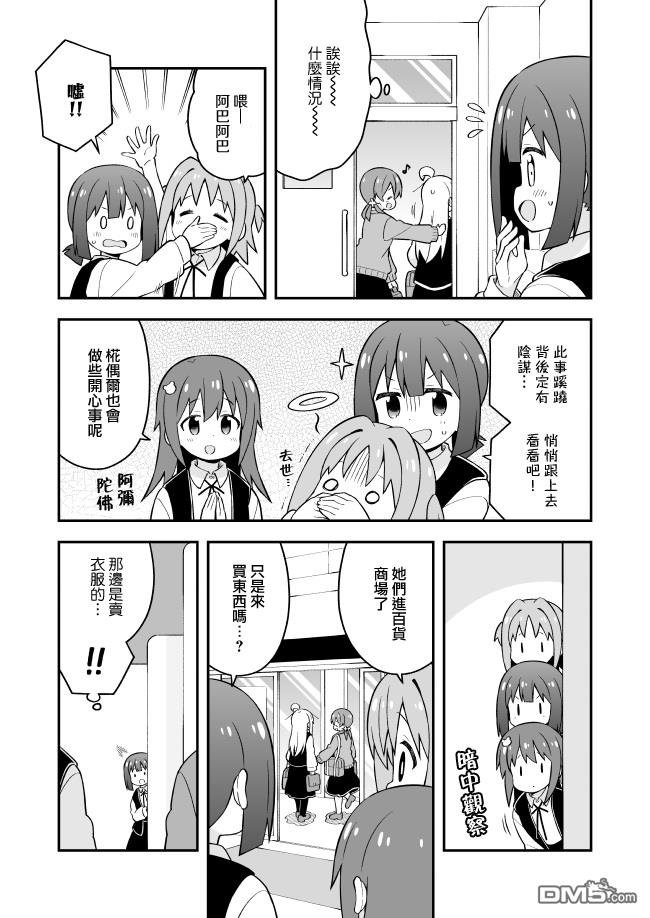 誒誒~~~
什麼情況~~~
♪
喂—
阿巴阿巴
噓!!
此事蹊蹺
背後定有
陰謀…
悄悄跟上去
看看吧！
去世…
椛偶爾也會
做些開心事呢
阿彌
陀佛
暗中觀察
她們進百貨
商場了
只是來
買東西嗎…?
那邊是賣
衣服的…
!!
DM5.com